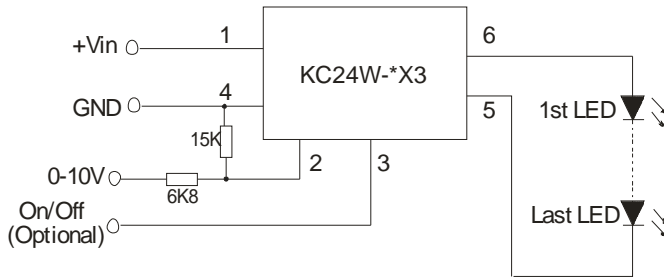 +Vin
1
KC24W-*X3
6
GND
4
5
1st LED
15K
0-10V
6K8
2
3
On/Off
(Optional)
Last LED